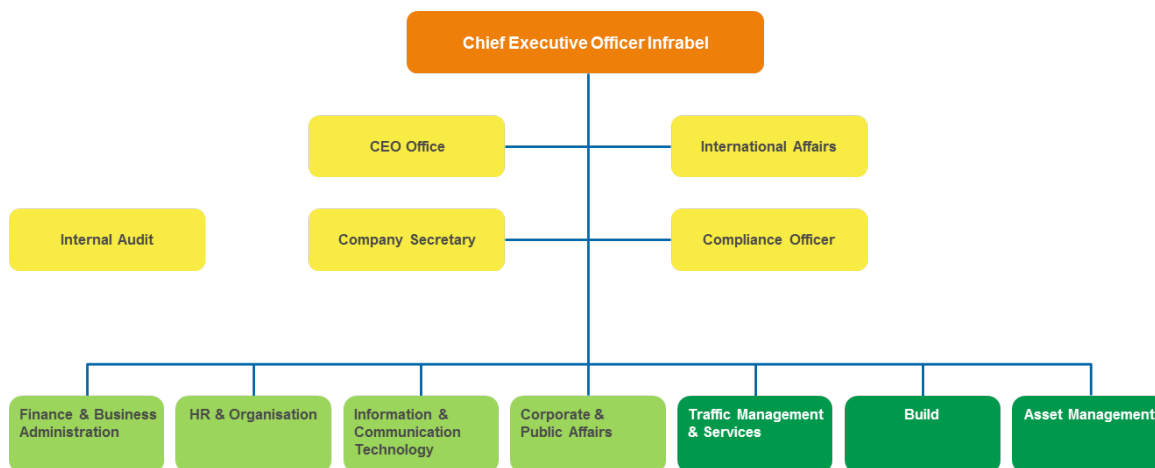 Chief Executive Officer Infrabel
CEO Office
International Affairs
Internal Audit
Company Secretary
Compliance Officer
Finance & Business
Administration
HR & Organisation
Information &
Communication
Technology
Corporate &
Public Affairs
Traffic Management
& Services
Build
Asset Management